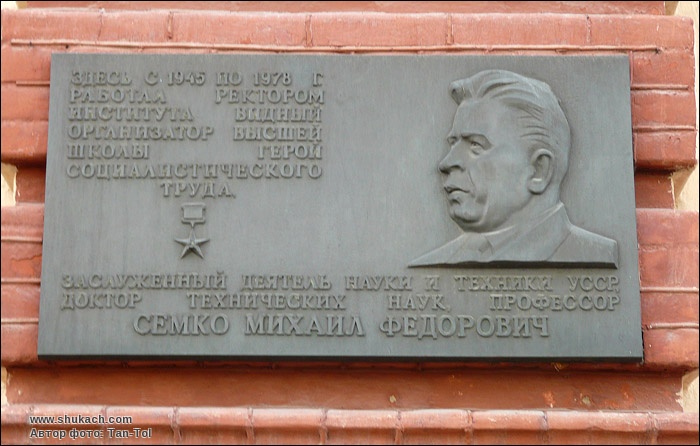 ЗДЕСЬ С 1945 ПО 1978 Г
РАБОТАЛ РЕКТОРОМ
ИНСТИТУТА ВИДНЫЙ
ОРГАНИЗАТОР ВЫСШЕЙ
ШКОЛЫ ГЕРОЙ
СОЦИАЛИСТИЧЕСКОГО
ТРУДА,
ЗАСЛУЖЕННЫЙ ДЕЯТЕЛЬ НАУКИ И ТЕХНИКИ УССР
ДОКТОР ТЕХНИЧЕСКИХ НАУК, ПРОФЕССОР
СЕМКО МИХАИЛ ФЕДОРОВИЧ
www.shukach.com
Автор фото: Tan-Tol